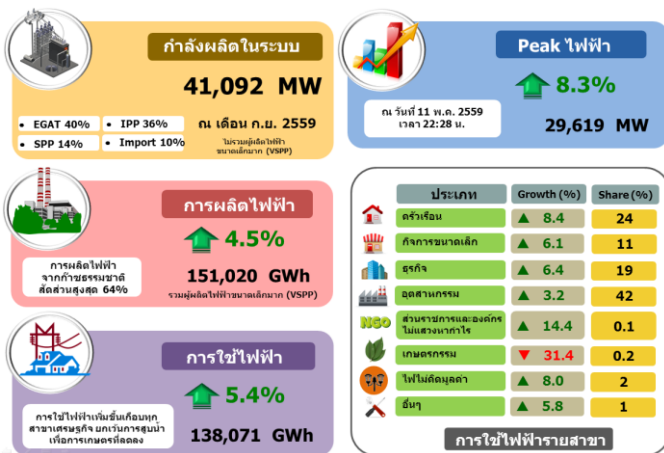 กำลังผลิตในระบบ
41,092 MW
• EGAT 40% • IPP 36%
• SPP 14% • Import 10%
ณ เดือน ก.ย. 2559
ไม่รวมผู้ผลิตไฟฟ้า
ขนาดเล็กมาก (VSPP)
Peak ไฟฟ้า
8.3%
ณ วันที่ 11 พ.ค. 2559
เวลา 22:28 น.
29,619 MW
การผลิตไฟฟ้า
4.5%
การผลิตไฟฟ้า
จากก๊าซธรรมชาติ
สัดส่วนสูงสุด 64%
151,020 GWh
รวมผู้ผลิตไฟฟ้าขนาดเล็กมาก (VSPP)
การใช้ไฟฟ้า
5.4%
การใช้ไฟฟ้าเพิ่มขึ้นเกือบทุก
สาขาเศรษฐกิจ ยกเว้นการสูบน้ำ
เพื่อการเกษตรที่ลดลง
138,071 GWh
ประเภท Growth (%) Share (%)
ครัวเรือน ▲ 8.4 24
กิจการขนาดเล็ก ▲ 6.1 11
ธุรกิจ ▲ 6.4 19
อุตสาหกรรม ▲ 3.2 42
NGO ส่วนราชการและองค์กร
ไม่แสวงหากำไร ▲ 14.4 0.1
เกษตรกรรม ▼ 31.4 0.2
ไฟไม่คิดมูลค่า ▲ 8.0 2
อื่นๆ ▲ 5.8 1
การใช้ไฟฟ้ารายสาขา